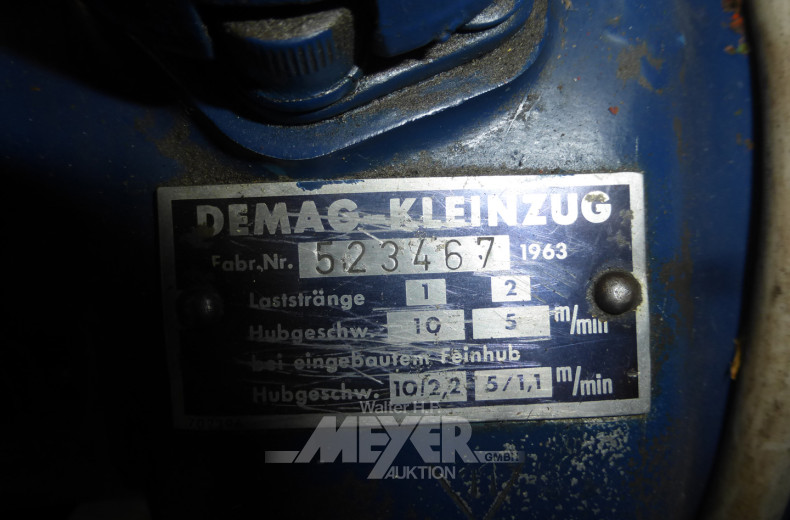 DEMAG-KLEINZUG
Fabr.Nr. 523467 1963
Laststränge 1 2
Hubgeschw. 10 5 m/min
bei eingebautem Feinhub
Hubgeschw. 10/2,2 5/1,1 m/min
Walter H.F.
MEYER GMBH
AUKTION